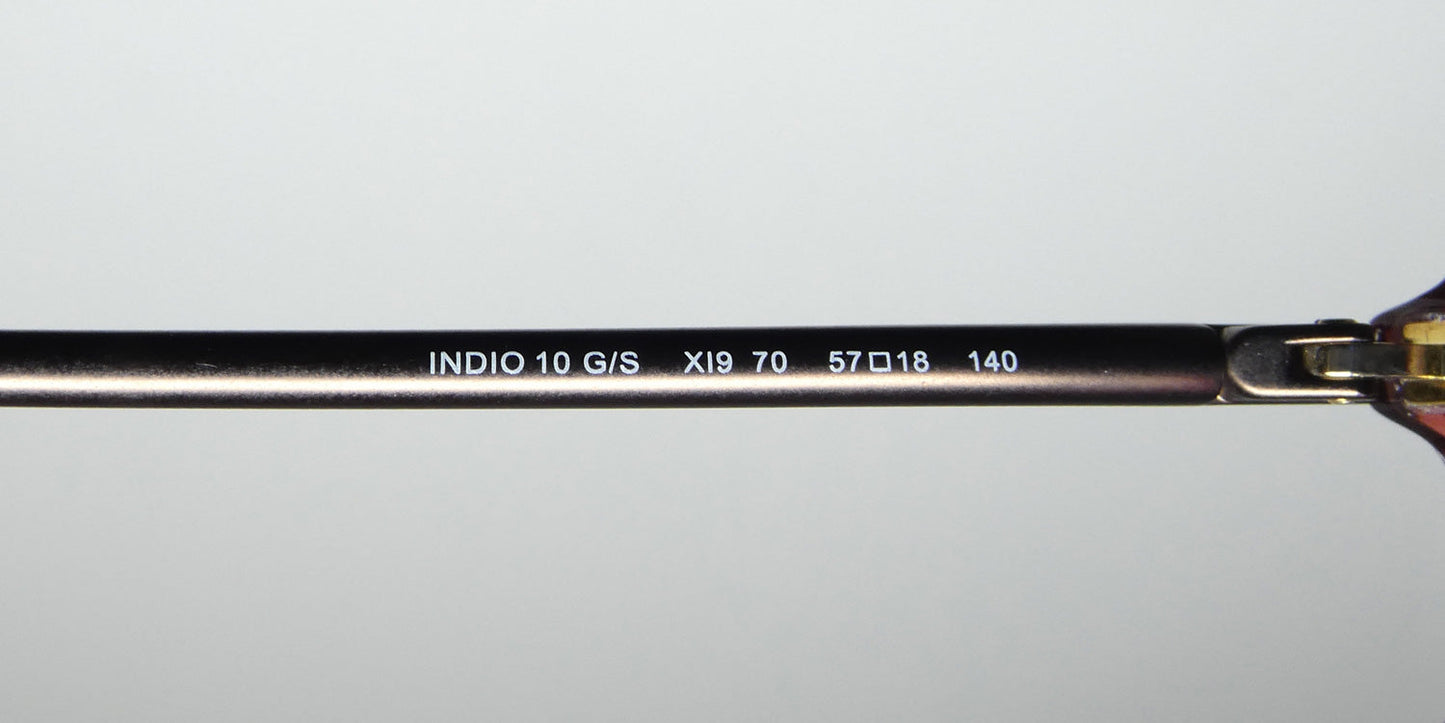 INDIO 10 G/S XI9 70 57□18 140